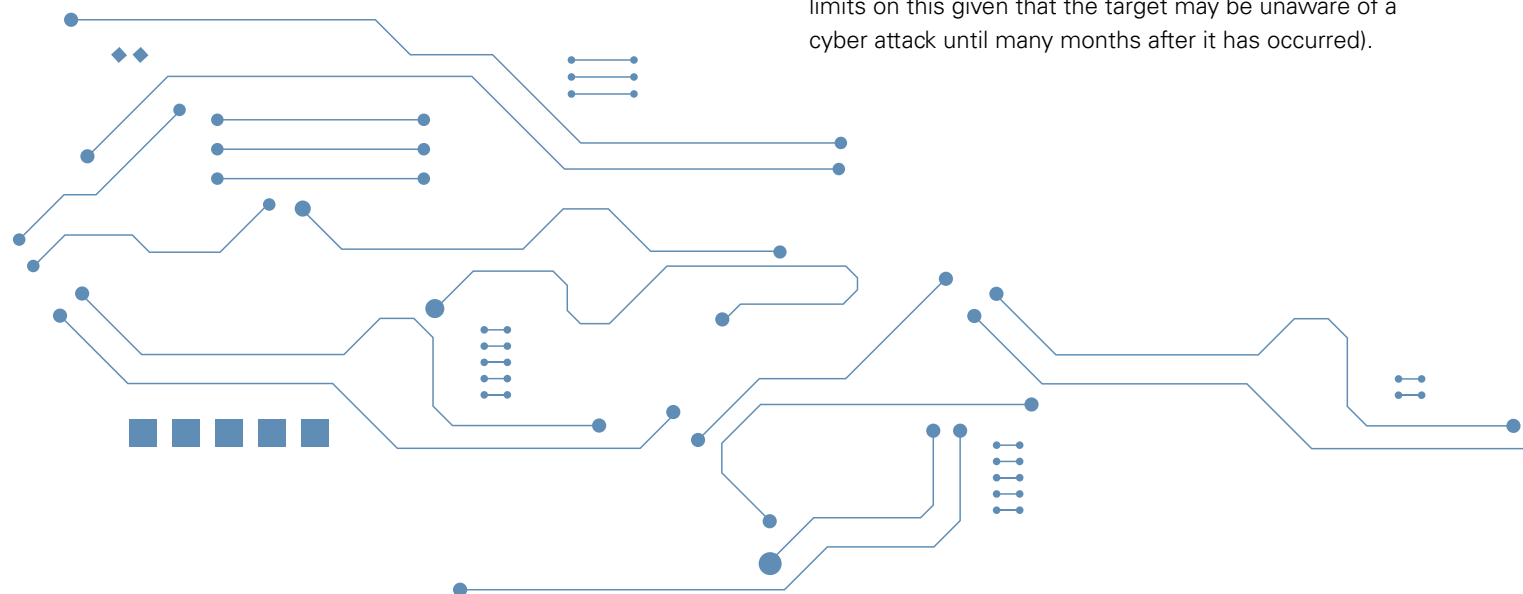 limits on this given that the target may be unaware of a
cyber attack until many months after it has occurred).